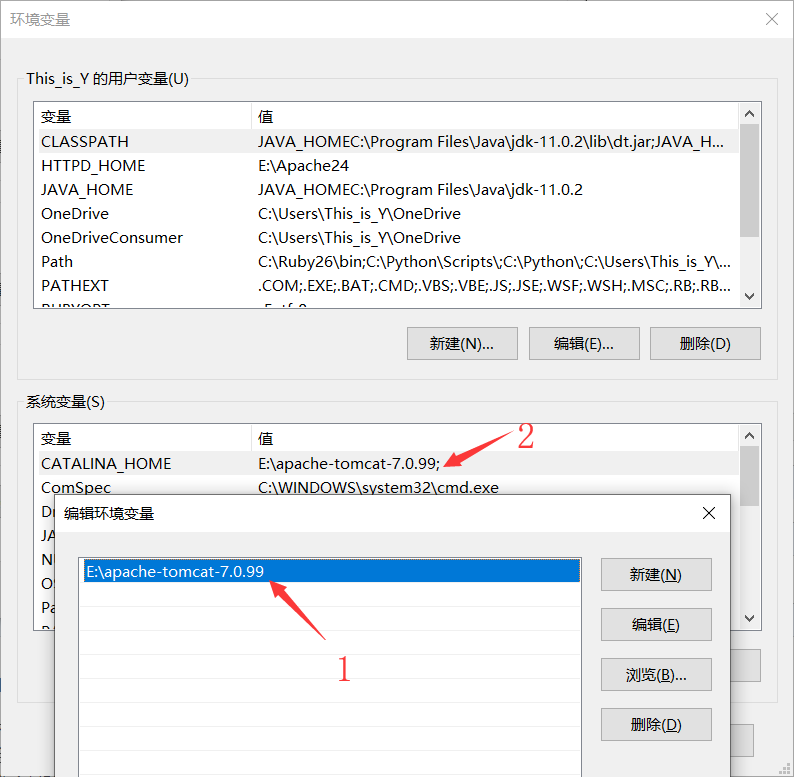 环境变量
This_is_Y 的用户变量(U)
变量 值
CLASSPATH JAVA_HOMEC:\Program Files\Java\jdk-11.0.2\lib\dt.jar;JAVA_H...
HTTPD_HOME E:\Apache24
JAVA_HOME JAVA_HOMEC:\Program Files\Java\jdk-11.0.2
OneDrive C:\Users\This_is_Y\OneDrive
OneDriveConsumer C:\Users\This_is_Y\OneDrive
Path C:\Ruby26\bin;C:\Python\Scripts\;C:\Python\;C:\Users\This_is_Y\...
PATHEXT .COM;.EXE;.BAT;.CMD;.VBS;.VBE;.JS;.JSE;.WSF;.WSH;.MSC;.RB;.RB...
新建(N)... 编辑(E)... 删除(D)
系统变量(S)
变量 值
CATALINA_HOME E:\apache-tomcat-7.0.99; 2
ComSpec C:\WINDOWS\system32\cmd.exe
编辑环境变量
E:\apache-tomcat-7.0.99
新建(N)
1
编辑(E)
浏览(B)...
删除(D)